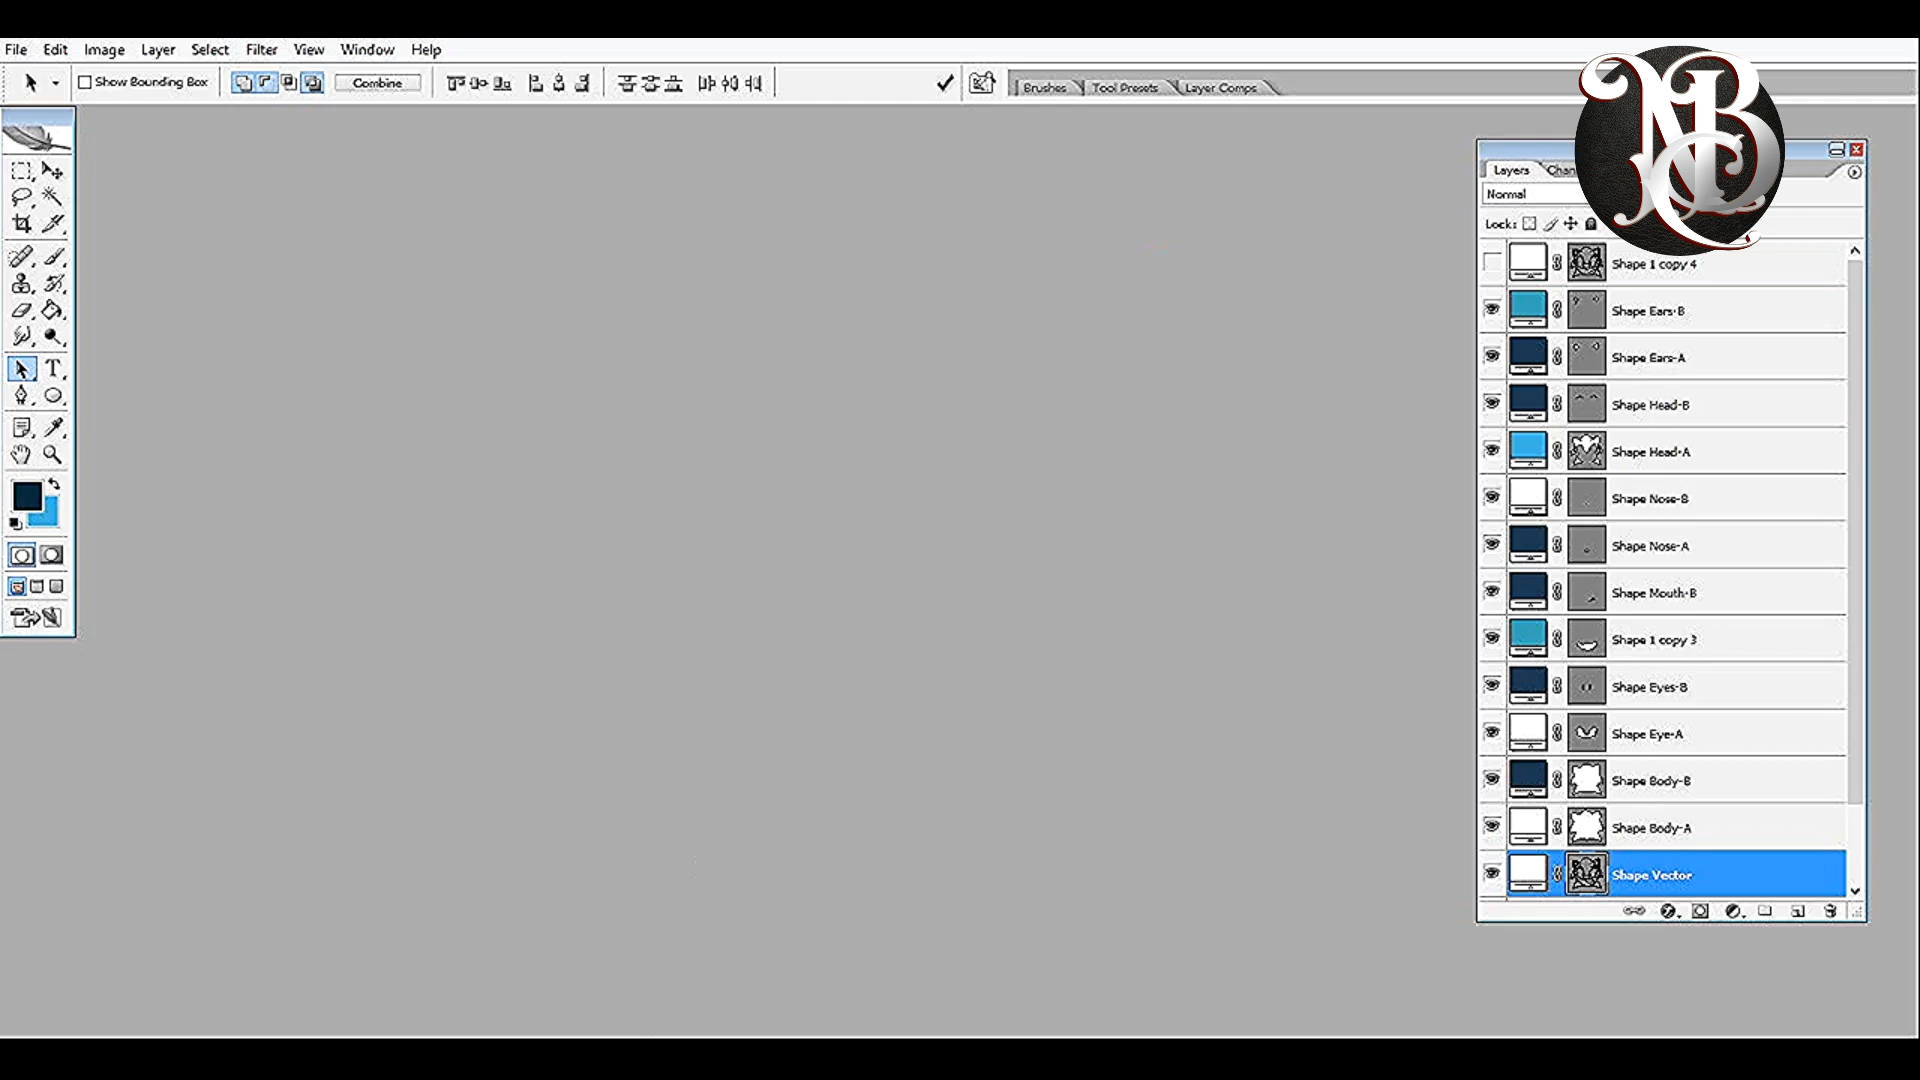 File Edit Image Layer Select Filter View Window Help
Show Bounding Box Combine Brushes Tool Presets Layer Comps
NBC
Layers
Normal
Lock:
Shape 1 copy 4
Shape Ears-B
Shape Ears-A
Shape Head-B
Shape Head-A
Shape Nose-B
Shape Nose-A
Shape Mouth-B
Shape 1 copy 3
Shape Eyes-B
Shape Eye-A
Shape Body-B
Shape Body-A
Shape Vector